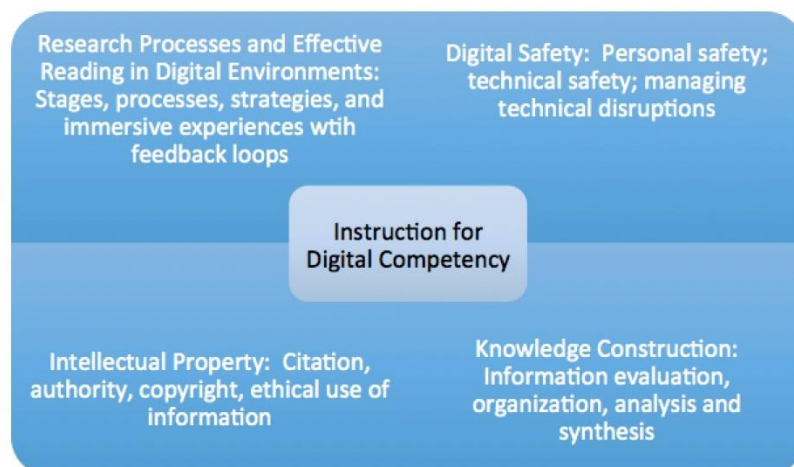 Research Processes and Effective
Reading in Digital Environments:
Stages, processes, strategies, and
immersive experiences wtih
feedback loops
Digital Safety: Personal safety;
technical safety; managing
technical disruptions
Instruction for
Digital Competency
Intellectual Property: Citation,
authority, copyright, ethical use of
information
Knowledge Construction:
Information evaluation,
organization, analysis and
synthesis